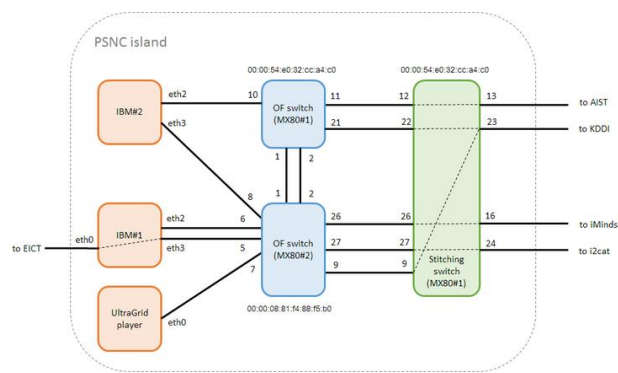 PSNC island
00:00:54:e0:32:cc:a4:c0
00:00:54:e0:32:cc:a4:c0
IBM#2
eth2
eth3
10
OF switch
(MX80#1)
11
21
12
22
13
23
to AIST
to KDDI
1
2
1
2
8
IBM#1
eth2
eth3
6
5
7
to EICT
eth0
OF switch
(MX80#2)
26
27
9
26
27
9
16
24
to iMinds
to i2cat
Stitching
switch
(MX80#1)
UltraGrid
player
eth0
00:00:08:81:f4:88:f5:b0